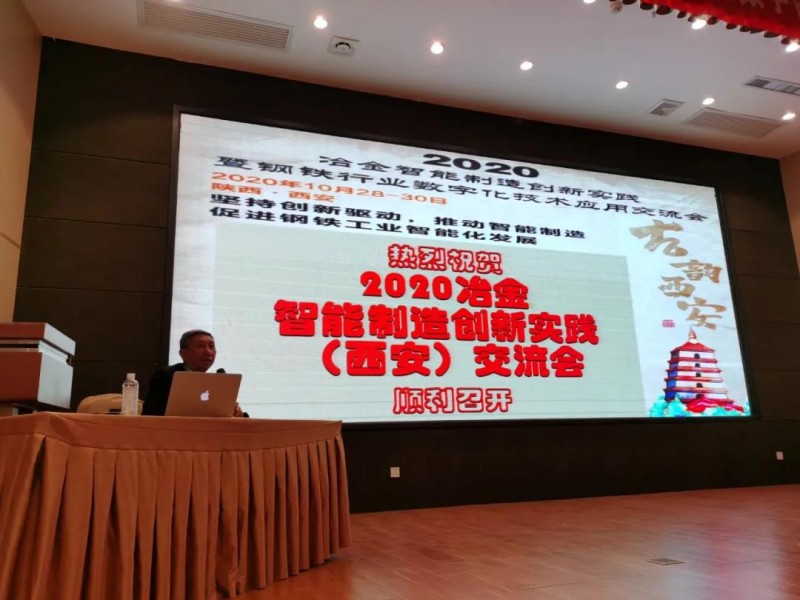 2020
冶金智能制造创新实践
暨钢铁行业数字化技术应用交流会
2020年10月28-30日
陕西·西安
坚持创新驱动，推动智能制造
促进钢铁工业智能化发展
热烈祝贺
2020冶金
智能制造创新实践
（西安）交流会
顺利召开
古韵西安